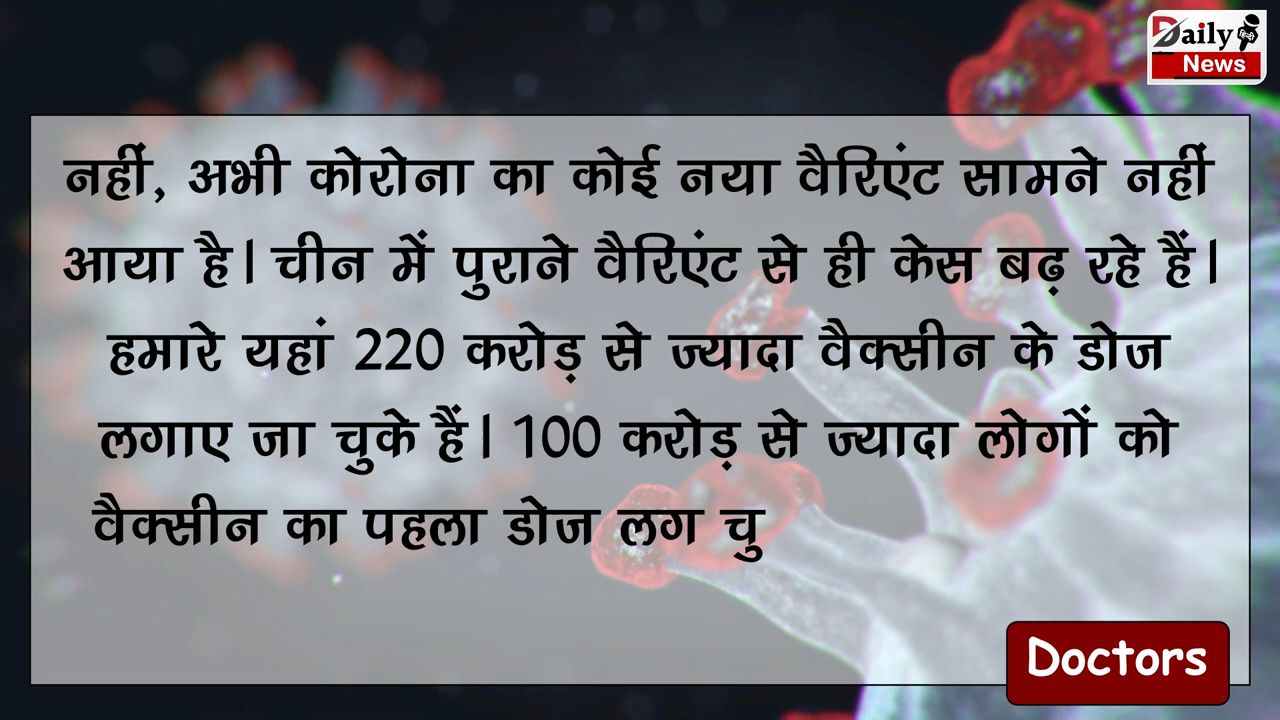 Daily
News
नहीं, अभी कोरोना का कोई नया वैरिएंट सामने नहीं
आया है। चीन में पुराने वैरिएंट से ही केस बढ़ रहे हैं।
हमारे यहां 220 करोड़ से ज्यादा वैक्सीन के डोज
लगाए जा चुके हैं। 100 करोड़ से ज्यादा लोगों को
वैक्सीन का पहला डोज लग चु
Doctors